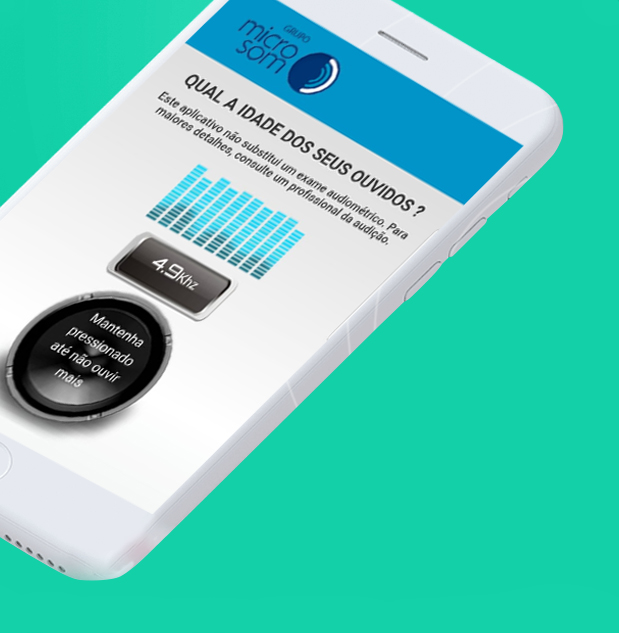 GRUPO
micro
som
QUAL A IDADE DOS SEUS OUVIDOS ?
Este aplicativo não substitui um exame audiométrico. Para
maiores detalhes, consulte um profissional da audição.
4.9Khz
Mantenha
pressionado
até não ouvir
mais